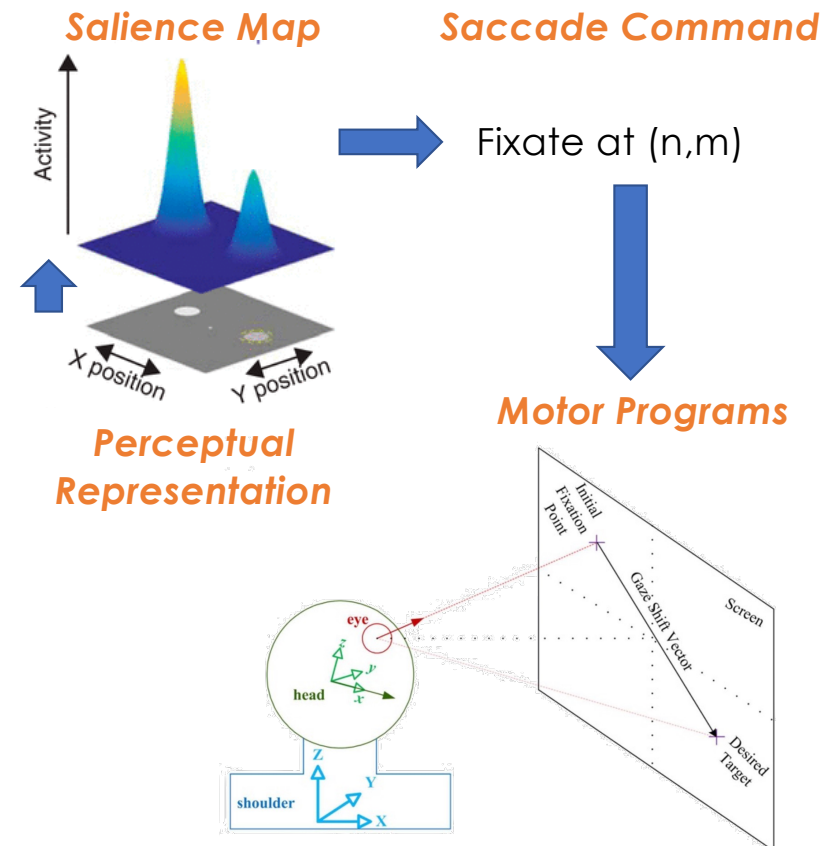 Salience Map
Saccade Command
Activity
Fixate at (n,m)
X position
Y position
Motor Programs
Perceptual
Representation
Initial
Fixation
Point
Gaze Shift Vector
Screen
eye
z
y
x
head
Desired
Target
Z
Y
X
shoulder